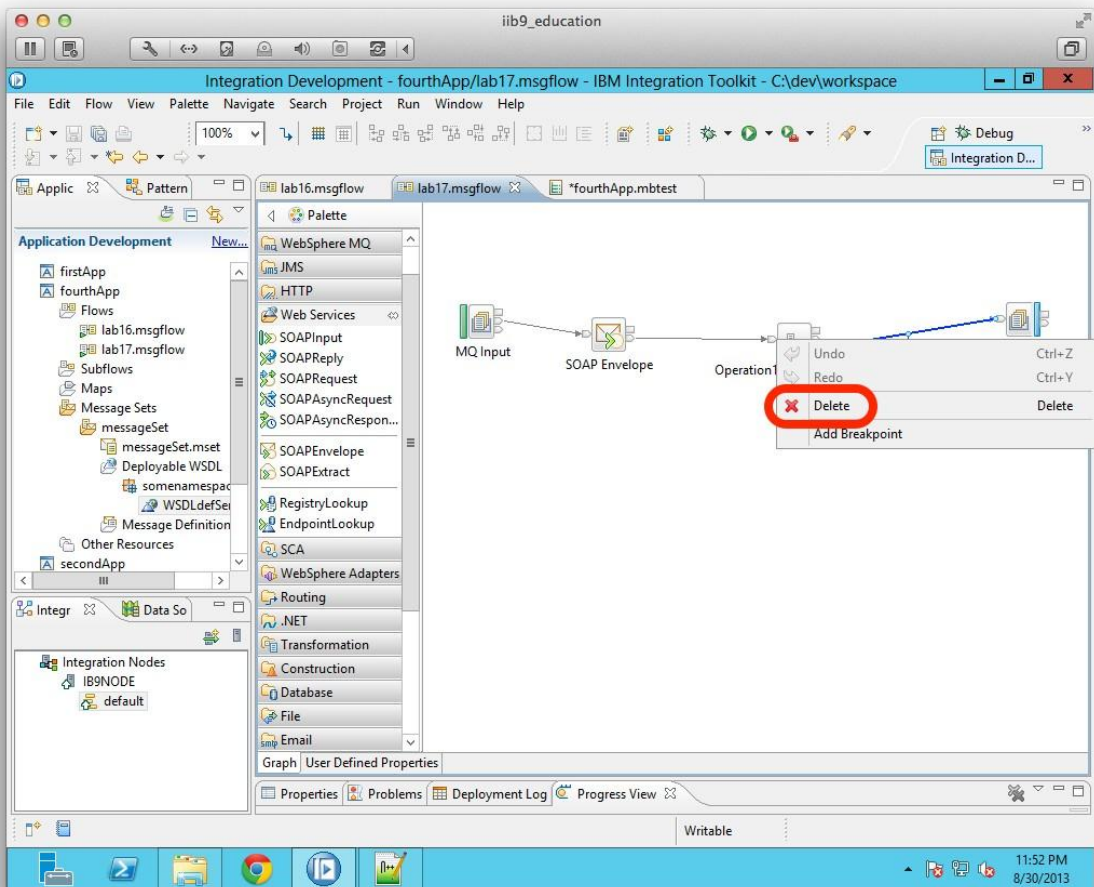 iib9_education
Integration Development - fourthApp/lab17.msgflow - IBM Integration Toolkit - C:\dev\workspace
File Edit Flow View Palette Navigate Search Project Run Window Help
100%
Debug
Integration D...
Applic
Pattern
lab16.msgflow
lab17.msgflow
*fourthApp.mbtest
Application Development
New...
firstApp
fourthApp
Flows
lab16.msgflow
lab17.msgflow
Subflows
Maps
Message Sets
messageSet
messageSet.mset
Deployable WSDL
somenamespac
WSDLdefSer
Message Definition
Other Resources
secondApp
Integr
Data So
Integration Nodes
IB9NODE
default
Palette
WebSphere MQ
JMS
HTTP
Web Services
SOAPInput
SOAPReply
SOAPRequest
SOAPAsyncRequest
SOAPAsyncRespon...
SOAPEnvelope
SOAPExtract
RegistryLookup
EndpointLookup
SCA
WebSphere Adapters
Routing
.NET
Transformation
Construction
Database
File
Email
Graph
User Defined Properties
MQ Input
SOAP Envelope
Operation1
Undo Ctrl+Z
Redo Ctrl+Y
Delete Delete
Add Breakpoint
Properties
Problems
Deployment Log
Progress View
Writable
11:52 PM
8/30/2013